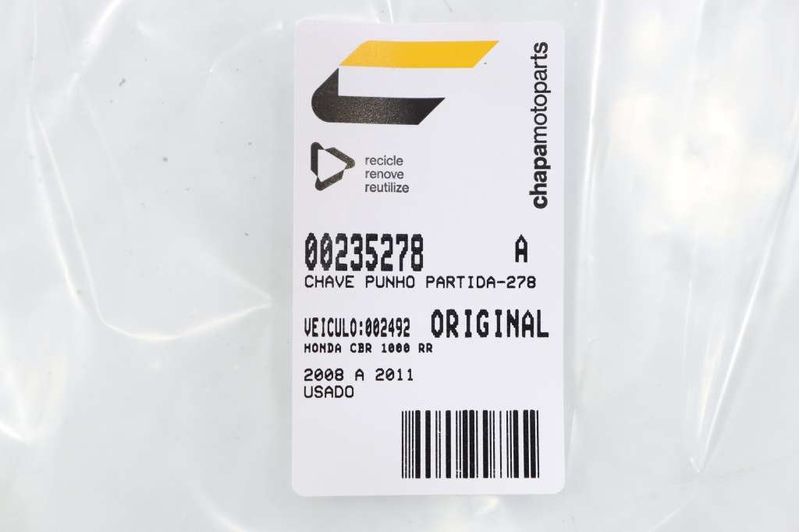 chapamotoparts
recicle
renove
reutilize
00235278 A
CHAVE PUNHO PARTIDA-278
VEICULO:002492 ORIGINAL
HONDA CBR 1000 RR
2008 A 2011
USADO